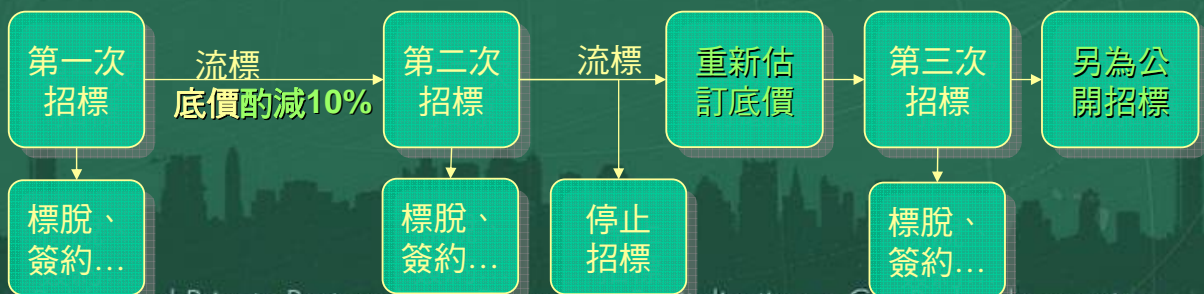 第一次
招標
流標
底價酌減10%
第二次
招標
流標
重新估
訂底價
第三次
招標
另為公
開招標
標脫、
簽約...
標脫、
簽約...
停止
招標
標脫、
簽約...